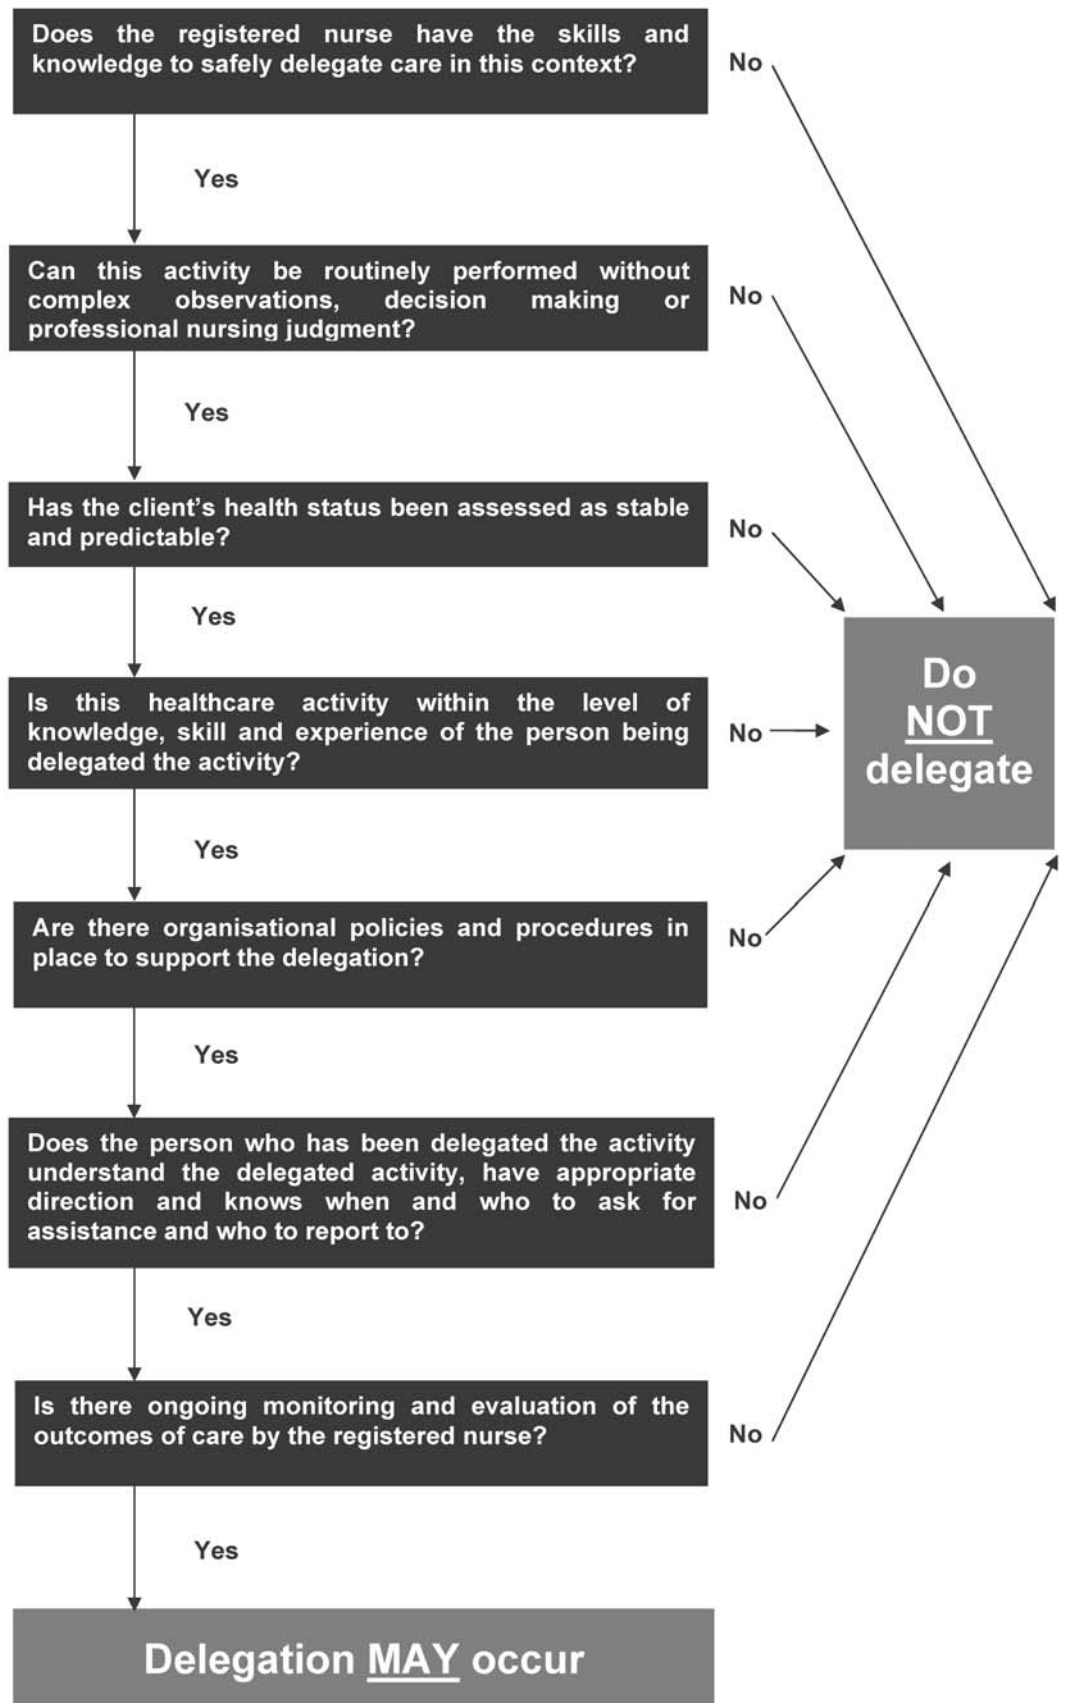 Does the registered nurse have the skills and
knowledge to safely delegate care in this context?
No
Yes
Can this activity be routinely performed without
complex observations, decision making or
professional nursing judgment?
No
Yes
Has the client’s health status been assessed as stable
and predictable?
No
Yes
Is this healthcare activity within the level of
knowledge, skill and experience of the person being
delegated the activity?
No
Do
NOT
delegate
Yes
Are there organisational policies and procedures in
place to support the delegation?
No
Yes
Does the person who has been delegated the activity
understand the delegated activity, have appropriate
direction and knows when and who to ask for
assistance and who to report to?
No
Yes
Is there ongoing monitoring and evaluation of the
outcomes of care by the registered nurse?
No
Yes
Delegation MAY occur